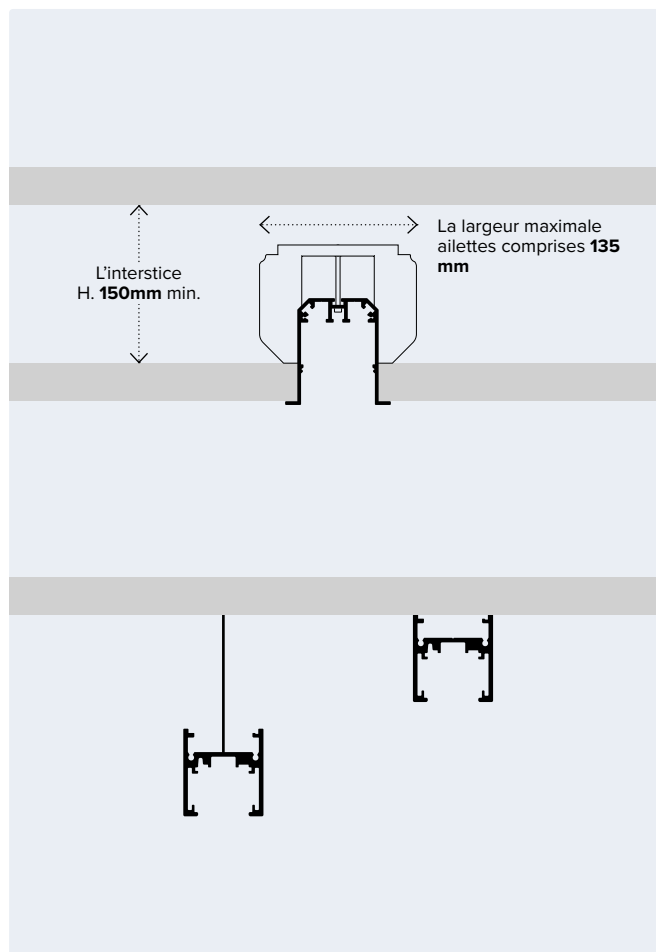 La largeur maximale
ailettes comprises 135
mm
L’interstice
H. 150mm min.